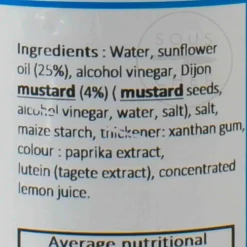 SOUS
Ingredients : Water, sunflower
oil (25%), alcohol vinegar, Dijon
mustard (4%) ( mustard seeds,
alcohol vinegar, water, salt), salt,
maize starch, thickener: xanthan gum,
colour : paprika extract,
lutein (tagete extract), concentrated
lemon juice.
Average nutritional